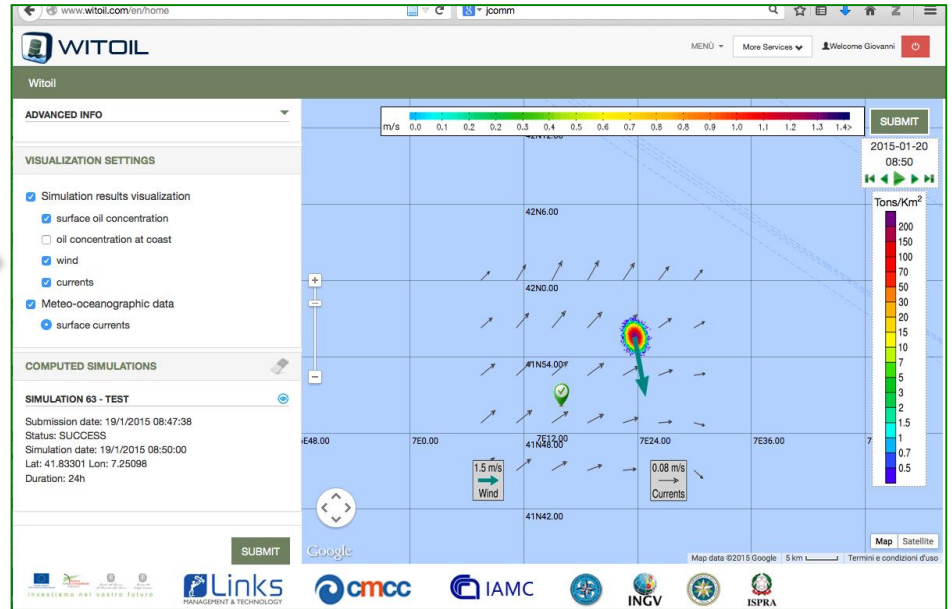 www.witoil.com/en/home
jcomm
WITOIL
MENÙ
More Services
Welcome Giovanni
Witoil
ADVANCED INFO
VISUALIZATION SETTINGS
Simulation results visualization
surface oil concentration
oil concentration at coast
wind
currents
Meteo-oceanographic data
surface currents
COMPUTED SIMULATIONS
SIMULATION 63 - TEST
Submission date: 19/1/2015 08:47:38
Status: SUCCESS
Simulation date: 19/1/2015 08:50:00
Lat: 41.83301 Lon: 7.25098
Duration: 24h
SUBMIT
m/s 0.0 0.1 0.2 0.2 0.3 0.4 0.5 0.6 0.7 0.8 0.8 0.9 1.0 1.1 1.2 1.3 1.4>
SUBMIT
2015-01-20
08:50
Tons/Km²
200
150
100
70
50
30
20
15
10
7
5
3
2
1.5
1
0.7
0.5
42N12.00
42N6.00
42N0.00
41N54.00
41N48.00
41N42.00
E48.00
7E0.00
7E12.00
7E24.00
7E36.00
7
1.5 m/s
Wind
0.08 m/s
Currents
Map Satellite
Google
Map data ©2015 Google
5 km
Termini e condizioni d'uso
investiamo nel vostro futuro
Links
MANAGEMENT & TECHNOLOGY
cmcc
IAMC
INGV
ISPRA